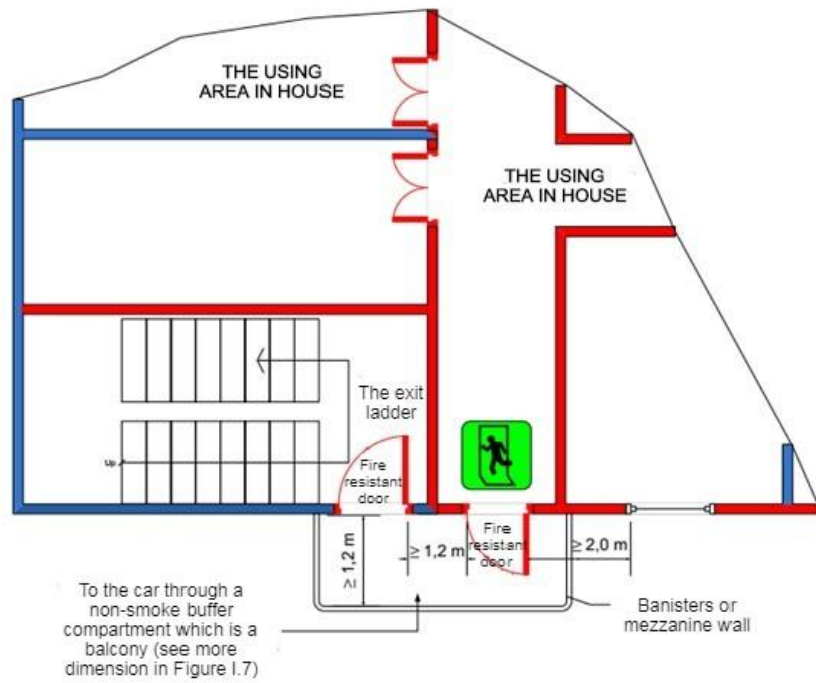 THE USING
AREA IN HOUSE
THE USING
AREA IN HOUSE
The exit
ladder
Fire
resistant
door
Fire
resistant
door
≥ 1,2 m
≥ 1,2 m
≥ 2,0 m
To the car through a
non-smoke buffer
compartment which is a
balcony (see more
dimension in Figure I.7)
Banisters or
mezzanine wall